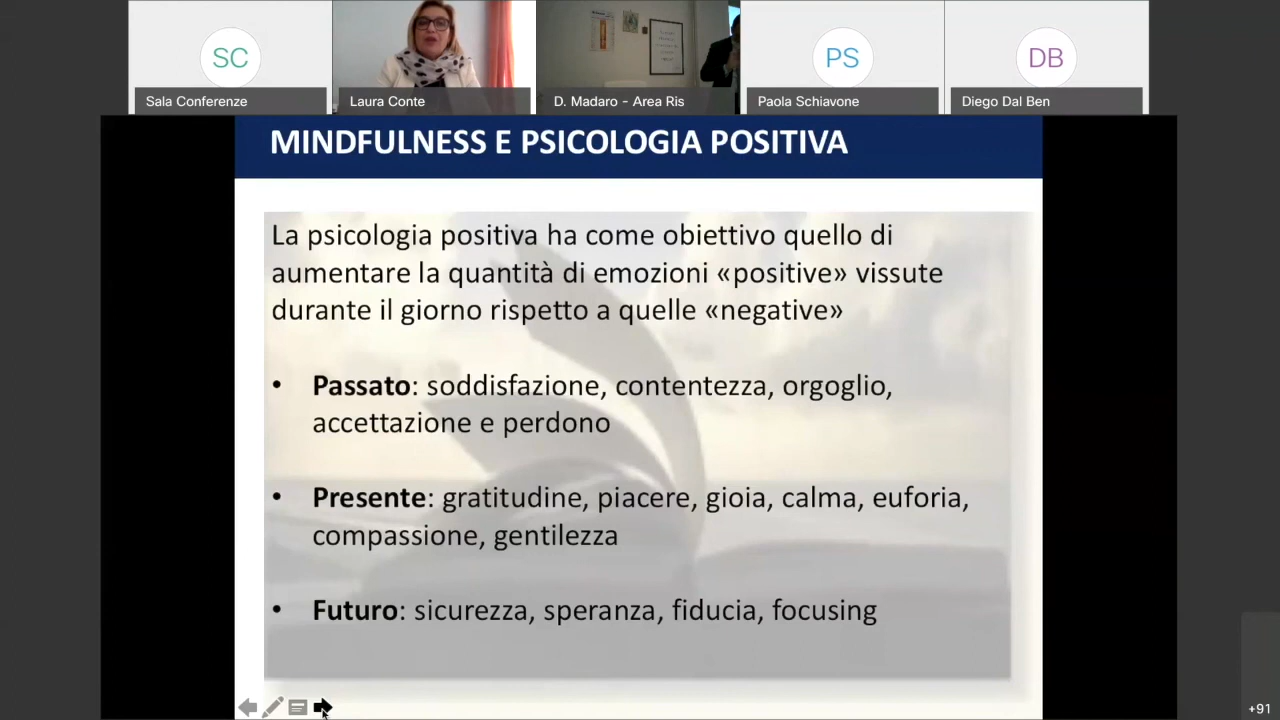 SC
PS
DB
Sala Conferenze
Laura Conte
D. Madaro - Area Ris
Paola Schiavone
Diego Dal Ben
MINDFULNESS E PSICOLOGIA POSITIVA
La psicologia positiva ha come obiettivo quello di
aumentare la quantità di emozioni «positive» vissute
durante il giorno rispetto a quelle «negative»
• Passato: soddisfazione, contentezza, orgoglio,
accettazione e perdono
• Presente: gratitudine, piacere, gioia, calma, euforia,
compassione, gentilezza
• Futuro: sicurezza, speranza, fiducia, focusing
+91